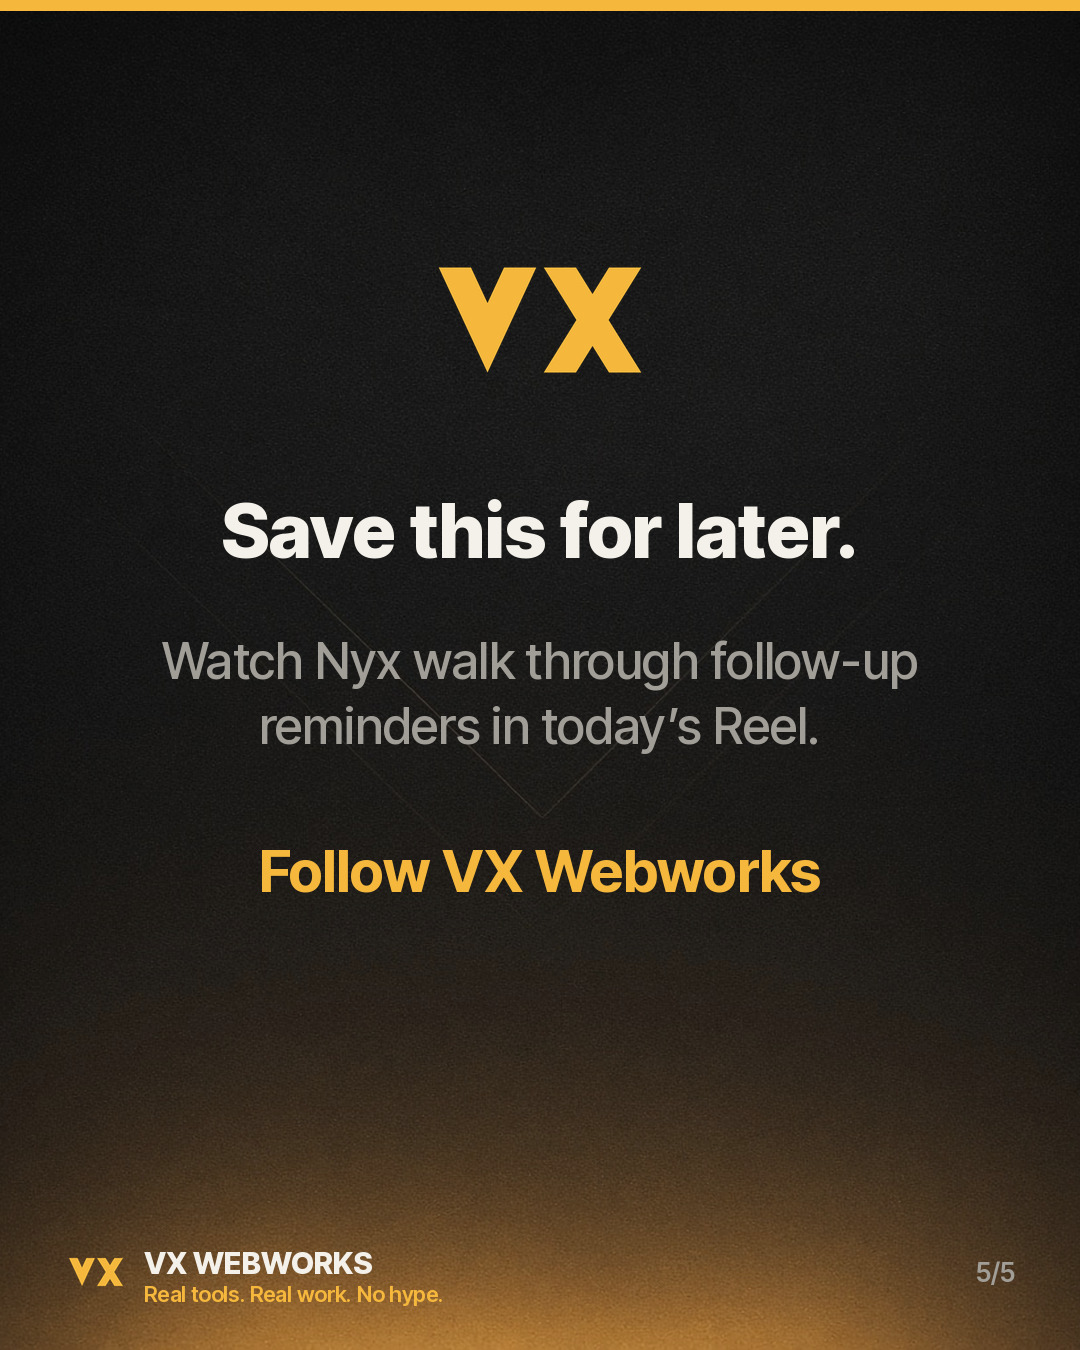 VX
Save this for later.
Watch Nyx walk through follow-up
reminders in today’s Reel.
Follow VX Webworks
VX
VX WEBWORKS
Real tools. Real work. No hype.
5/5